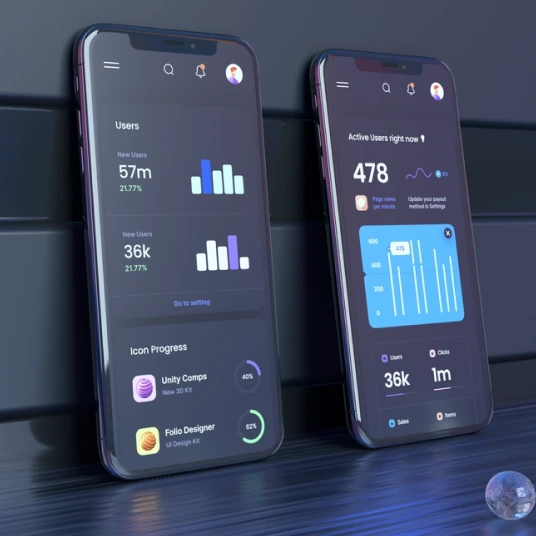 Users
New Users
57m
21.77%
New Users
36k
21.77%
Go to setting
Icon Progress
Unity Comps
New 3D Kit
40%
Folio Designer
UI Design Kit
62%
Active Users right now
478
Page views
per minute
Update your payout
method in Settings
600
478
400
200
0
Users
Clicks
36k
1m
Sales
Items